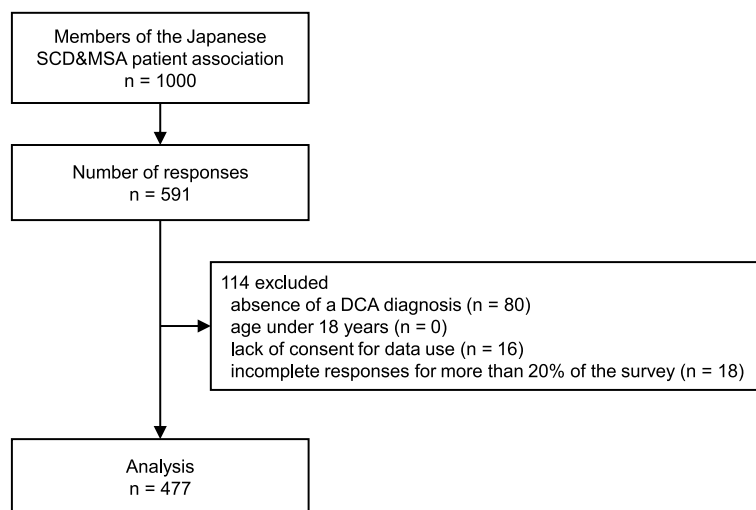 Members of the Japanese
SCD&MSA patient association
n = 1000
Number of responses
n = 591
114 excluded
absence of a DCA diagnosis (n = 80)
age under 18 years (n = 0)
lack of consent for data use (n = 16)
incomplete responses for more than 20% of the survey (n = 18)
Analysis
n = 477